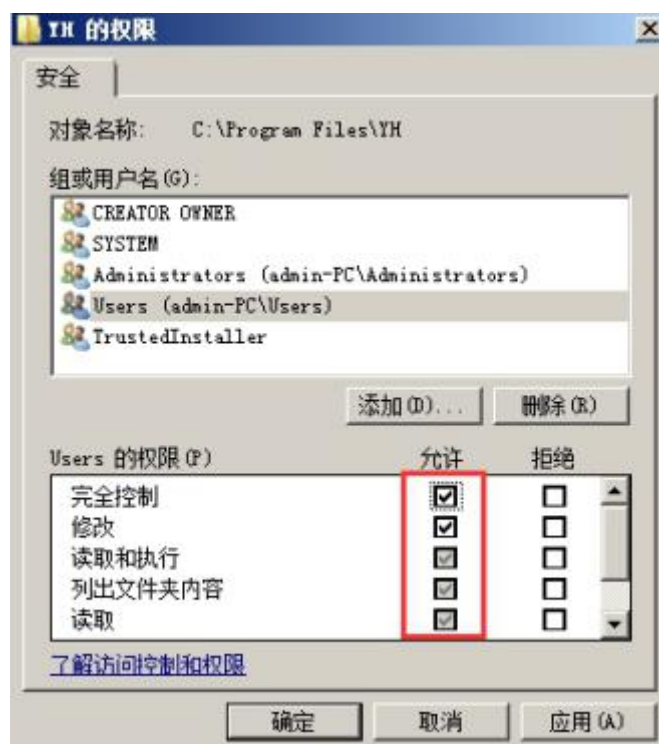 YH 的权限
安全
对象名称: C:\Program Files\YH
组或用户名(G):
CREATOR OWNER
SYSTEM
Administrators (admin-PC\Administrators)
Users (admin-PC\Users)
TrustedInstaller
添加(D)... 删除(R)
Users 的权限(P) 允许 拒绝
完全控制
修改
读取和执行
列出文件夹内容
读取
了解访问控制和权限
确定 取消 应用(A)